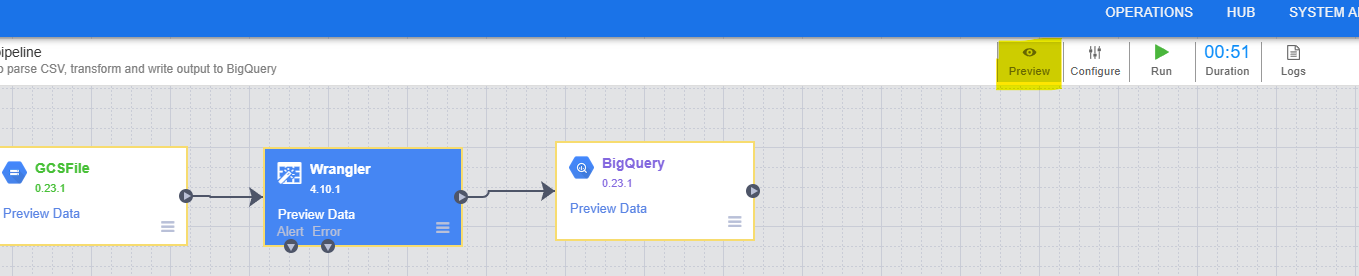 OPERATIONS HUB SYSTEM A
ipeline
o parse CSV, transform and write output to BigQuery
Preview Configure Run 00:51 Duration Logs
GCSFile
0.23.1
Preview Data
Wrangler
4.10.1
Preview Data
Alert Error
BigQuery
0.23.1
Preview Data